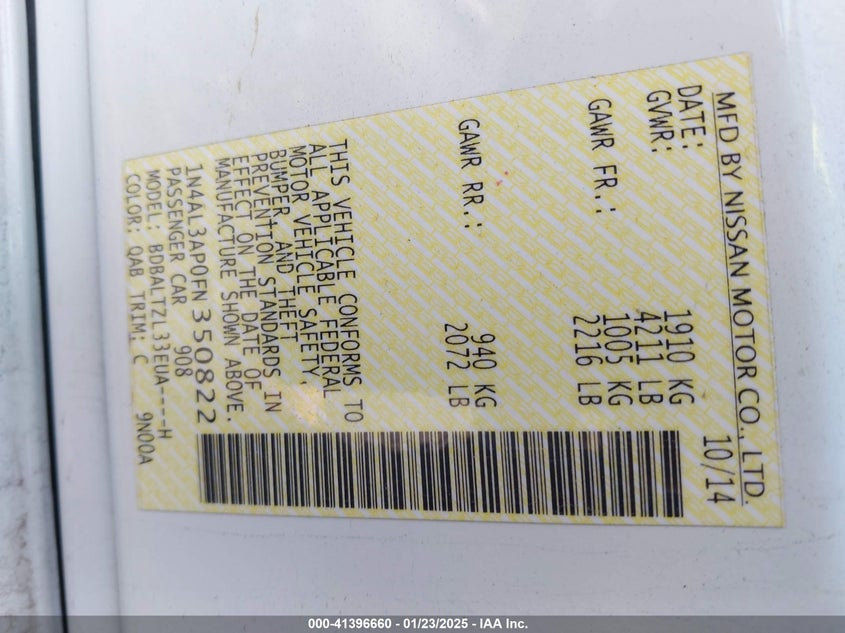 MFD BY NISSAN MOTOR CO., LTD.
DATE: 10/14
GVWR: 1910 KG
4211 LB
GAWR FR.: 1005 KG
2216 LB
GAWR RR.: 940 KG
2072 LB
THIS VEHICLE CONFORMS TO
ALL APPLICABLE FEDERAL
MOTOR VEHICLE SAFETY,
BUMPER, AND THEFT
PREVENTION STANDARDS IN
EFFECT ON THE DATE OF
MANUFACTURE SHOWN ABOVE.
1N4AL3AP0FN350822
PASSENGER CAR 908
MODEL: BDBALTZL33EUA----H
COLOR: QAB TRIM: C 9N00A
000-41396660 - 01/23/2025 - IAA Inc.